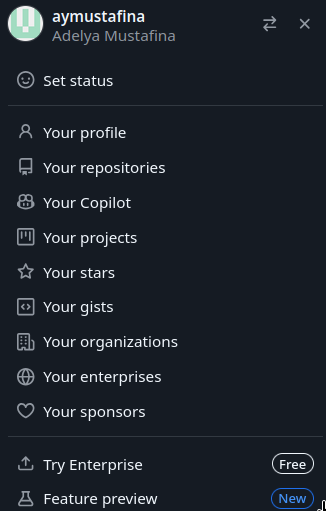 aymustafina
Adelya Mustafina
Set status
Your profile
Your repositories
Your Copilot
Your projects
Your stars
Your gists
Your organizations
Your enterprises
Your sponsors
Try Enterprise Free
Feature preview New